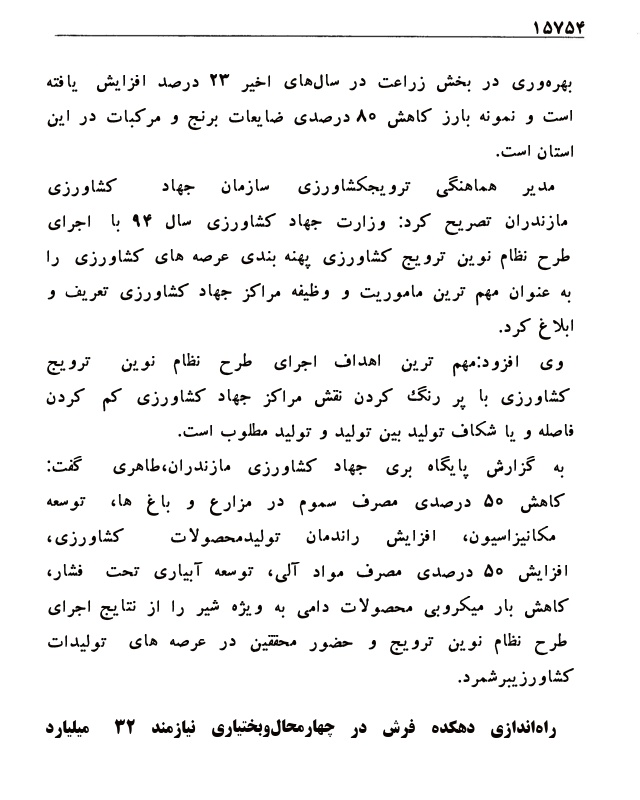 ۱۵۷۵۴
بهره‌وری در بخش زراعت در سال‌های اخیر ۲۳ درصد افزایش یافته
است و نمونه بارز کاهش ۸۰ درصدی ضایعات برنج و مرکبات در این
استان است.
مدیر هماهنگی ترویجکشاورزی سازمان جهاد کشاورزی
مازندران تصریح کرد: وزارت جهاد کشاورزی سال ۹۴ با اجرای
طرح نظام نوین ترویج کشاورزی پهنه بندی عرصه های کشاورزی را
به عنوان مهم ترین ماموریت و وظیفه مراکز جهاد کشاورزی تعریف و
ابلاغ کرد.
وی افزود:مهم ترین اهداف اجرای طرح نظام نوین ترویج
کشاورزی با پر رنگ کردن نقش مراکز جهاد کشاورزی کم کردن
فاصله و یا شکاف تولید بین تولید و تولید مطلوب است.
به گزارش پایگاه بری جهاد کشاورزی مازندران،طاهری گفت:
کاهش ۵۰ درصدی مصرف سموم در مزارع و باغ ها، توسعه
مکانیزاسیون، افزایش راندمان تولیدمحصولات کشاورزی،
افزایش ۵۰ درصدی مصرف مواد آلی، توسعه آبیاری تحت فشار،
کاهش بار میکروبی محصولات دامی به ویژه شیر را از نتایج اجرای
طرح نظام نوین ترویج و حضور محققین در عرصه های تولیدات
کشاورزیبرشمرد.
راه‌اندازی دهکده فرش در چهارمحال‌وبختیاری نیازمند ۳۲ میلیارد